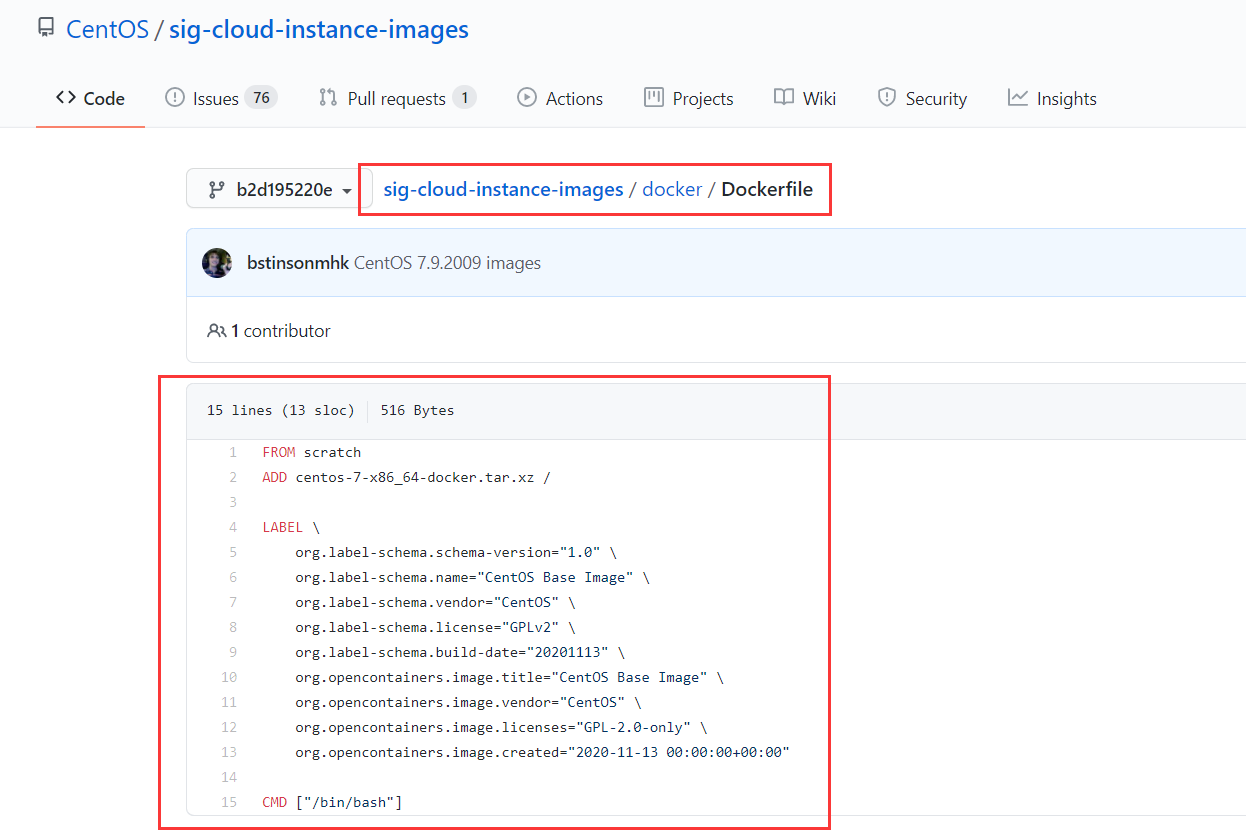 CentOS / sig-cloud-instance-images
Code Issues 76 Pull requests 1 Actions Projects Wiki Security Insights
b2d195220e sig-cloud-instance-images / docker / Dockerfile
bstinsonmhk CentOS 7.9.2009 images
1 contributor
15 lines (13 sloc) 516 Bytes
1 FROM scratch
2 ADD centos-7-x86_64-docker.tar.xz /
3
4 LABEL \
5 org.label-schema.schema-version="1.0" \
6 org.label-schema.name="CentOS Base Image" \
7 org.label-schema.vendor="CentOS" \
8 org.label-schema.license="GPLv2" \
9 org.label-schema.build-date="20201113" \
10 org.opencontainers.image.title="CentOS Base Image" \
11 org.opencontainers.image.vendor="CentOS" \
12 org.opencontainers.image.licenses="GPL-2.0-only" \
13 org.opencontainers.image.created="2020-11-13 00:00:00+00:00"
14
15 CMD ["/bin/bash"]